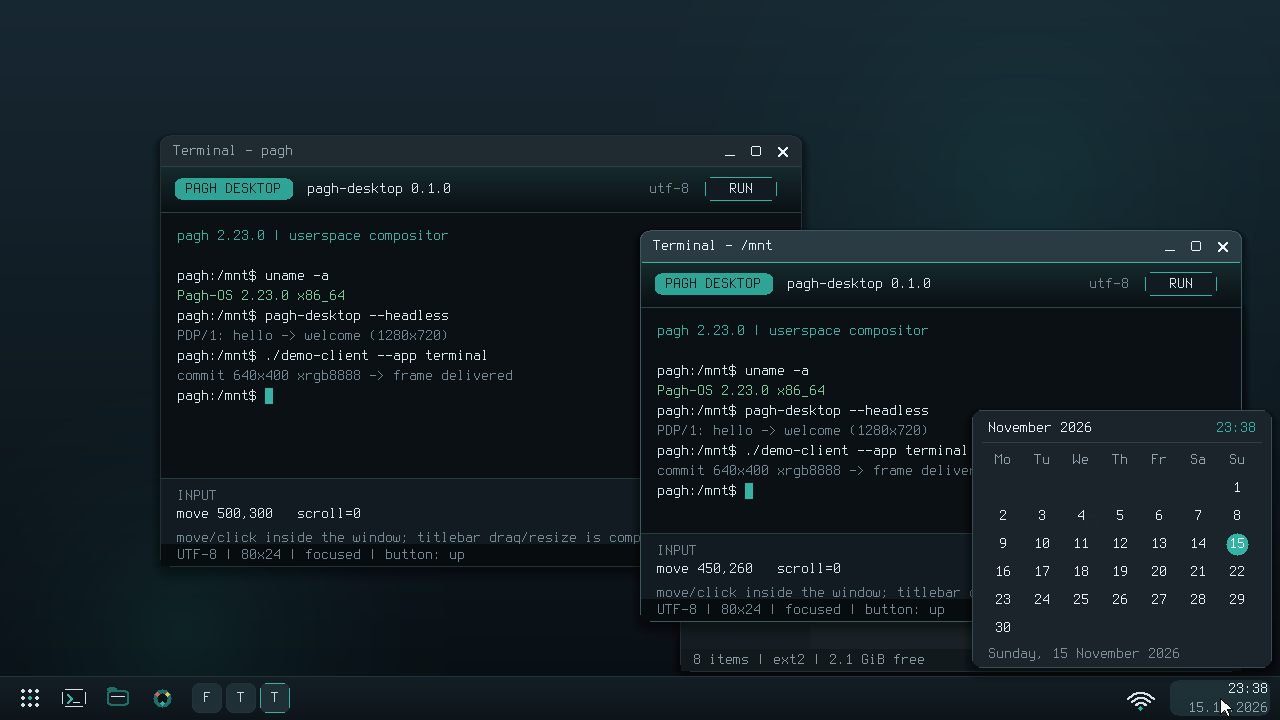 Terminal - pagh
PAGH DESKTOP pagh-desktop 0.1.0 utf-8 RUN
pagh 2.23.0 | userspace compositor
pagh:/mnt$ uname -a
Pagh-OS 2.23.0 x86_64
pagh:/mnt$ pagh-desktop --headless
PDP/1: hello -> welcome (1280x720)
pagh:/mnt$ ./demo-client --app terminal
commit 640x400 xrgb8888 -> frame delivered
pagh:/mnt$
INPUT
move 500,300 scroll=0
move/click inside the window; titlebar drag/resize is comp
UTF-8 | 80x24 | focused | button: up
Terminal - /mnt
PAGH DESKTOP pagh-desktop 0.1.0 utf-8 RUN
pagh 2.23.0 | userspace compositor
pagh:/mnt$ uname -a
Pagh-OS 2.23.0 x86_64
pagh:/mnt$ pagh-desktop --headless
PDP/1: hello -> welcome (1280x720)
pagh:/mnt$ ./demo-client --app terminal
commit 640x400 xrgb8888 -> frame deliver
pagh:/mnt$
INPUT
move 450,260 scroll=0
move/click inside the window; titlebar
UTF-8 | 80x24 | focused | button: up
8 items | ext2 | 2.1 GiB free
November 2026 23:38
Mo Tu We Th Fr Sa Su
1
2 3 4 5 6 7 8
9 10 11 12 13 14 15
16 17 18 19 20 21 22
23 24 25 26 27 28 29
30
Sunday, 15 November 2026
F T T
23:38
15.1 2026